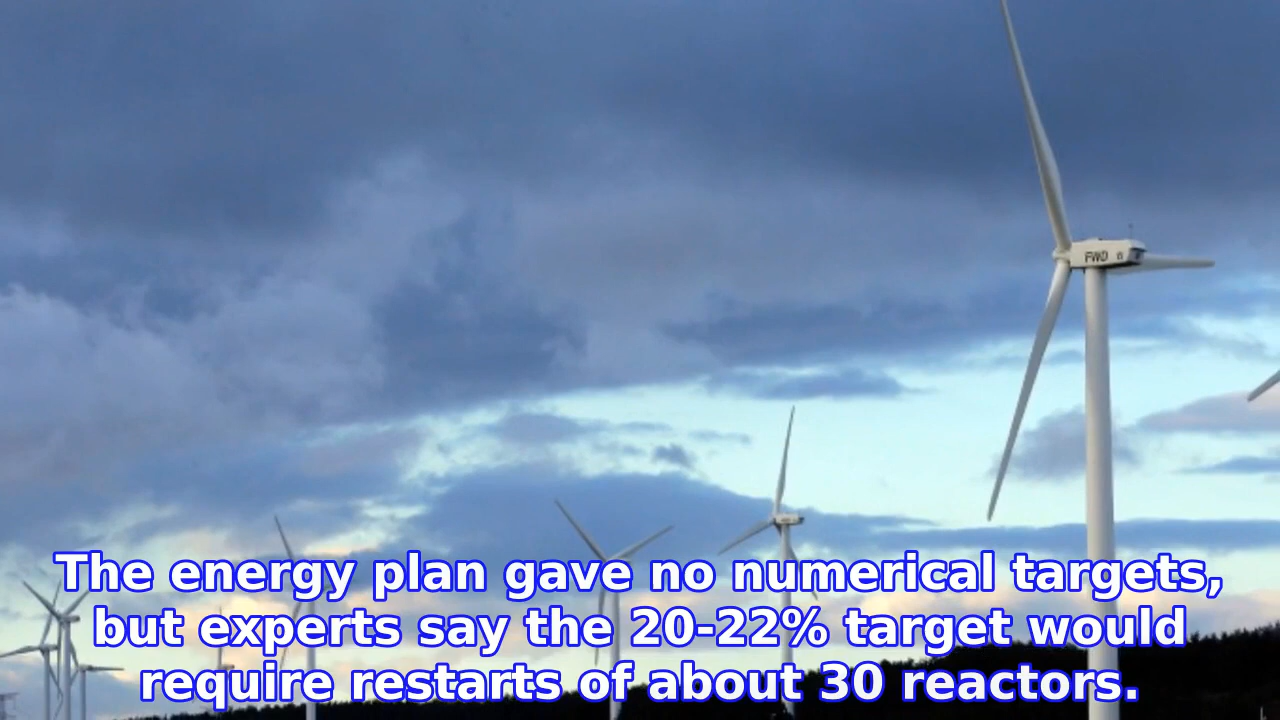 FWD
The energy plan gave no numerical targets,
but experts say the 20-22% target would
require restarts of about 30 reactors.